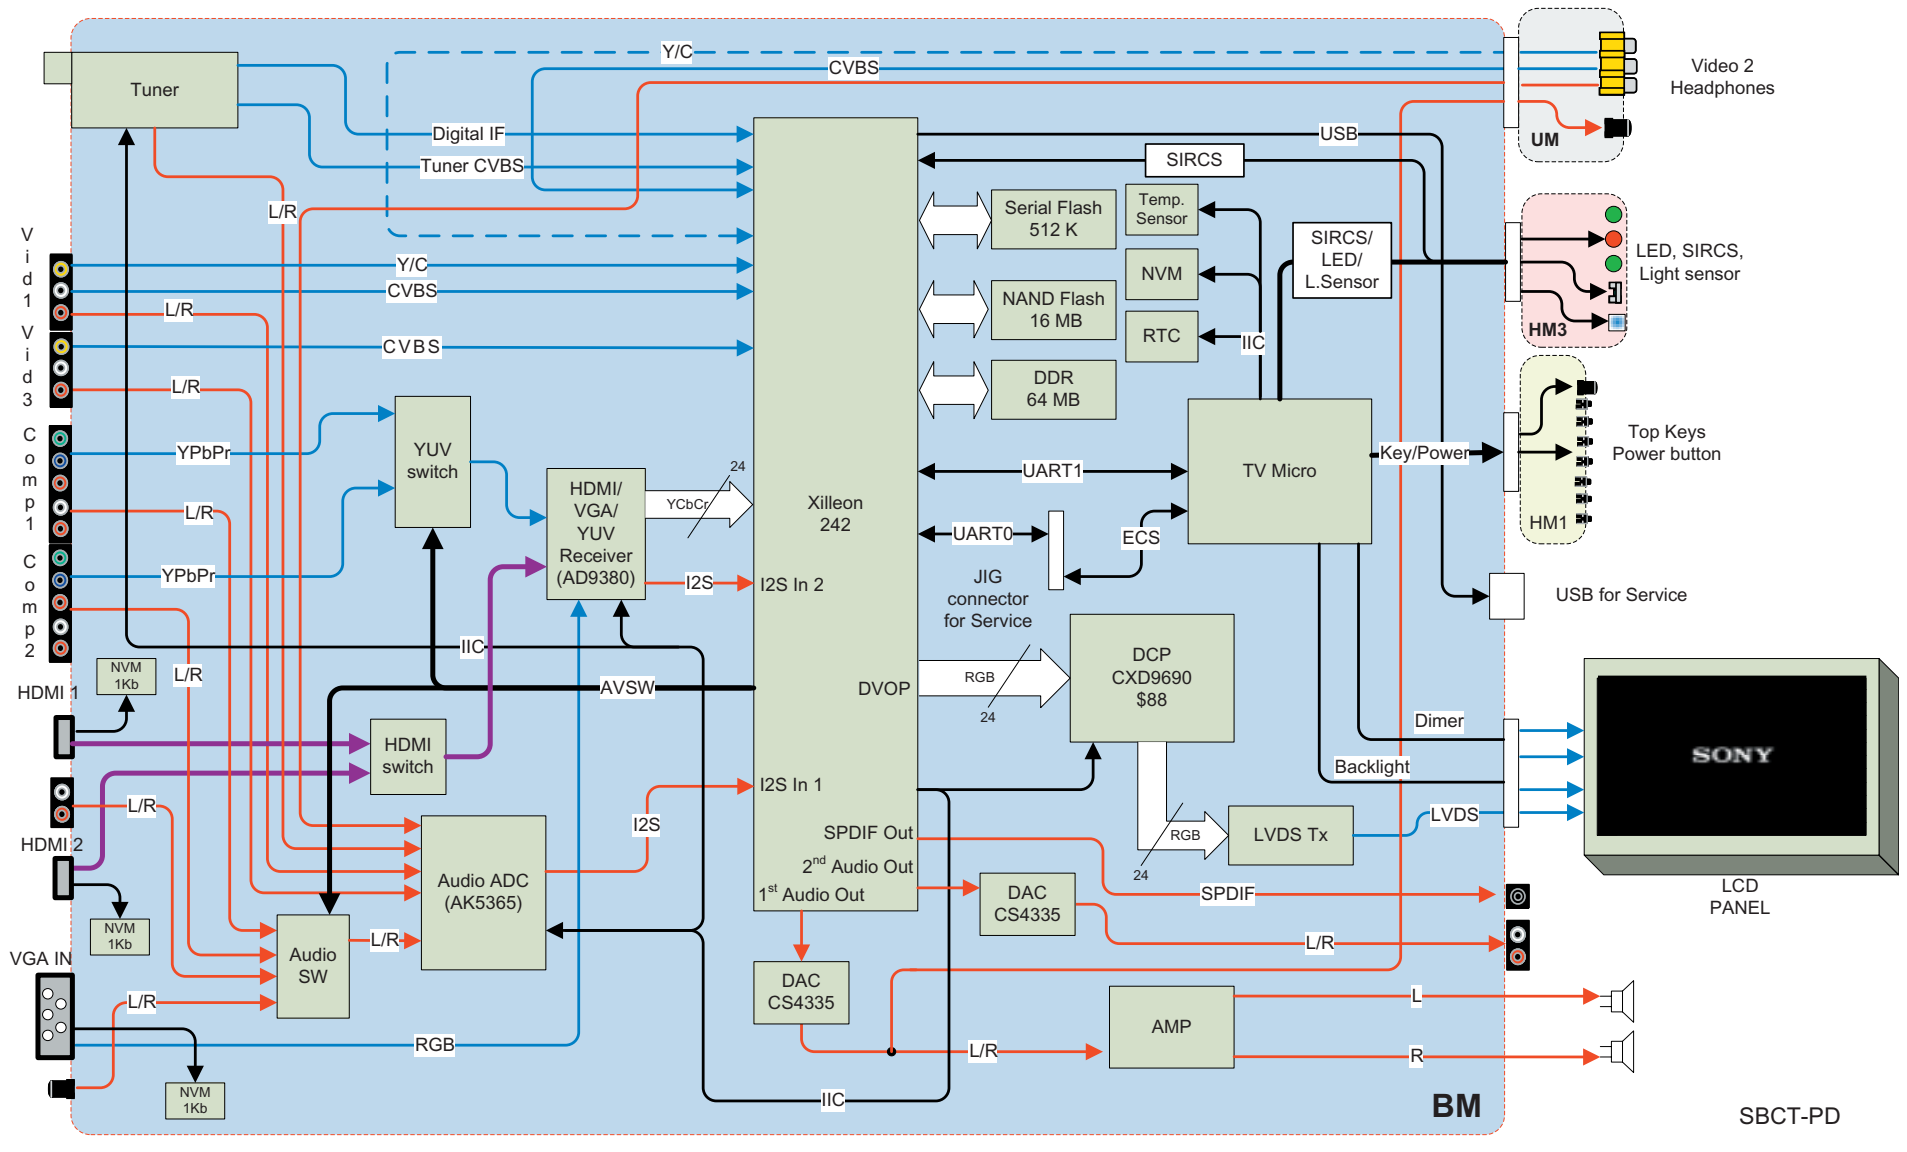 Y/C
CVBS
Tuner
Digital IF
Tuner CVBS
L/R
USB
SIRCS
UM
Video 2
Headphones
Serial Flash
512 K
Temp.
Sensor
NAND Flash
16 MB
NVM
DDR
64 MB
RTC
IIC
SIRCS/
LED/
L.Sensor
HM3
LED, SIRCS,
Light sensor
Vid1
Y/C
CVBS
L/R
Vid3
CVBS
L/R
Comp1
YPbPr
L/R
Comp2
YPbPr
L/R
YUV
switch
HDMI/
VGA/
YUV
Receiver
(AD9380)
YCbCr
24
I2S
I2S In 2
Xilleon
242
UART1
UART0
ECS
TV Micro
Key/Power
HM1
Top Keys
Power button
JIG
connector
for Service
USB for Service
IIC
AVSW
DVOP
RGB
24
DCP
CXD9690
$88
NVM
1Kb
HDMI 1
HDMI
switch
L/R
HDMI 2
NVM
1Kb
I2S
I2S In 1
Audio ADC
(AK5365)
Audio
SW
L/R
SPDIF Out
2nd Audio Out
1st Audio Out
DAC
CS4335
DAC
CS4335
RGB
24
LVDS Tx
LVDS
Dimer
Backlight
SONY
LCD
PANEL
SPDIF
L/R
VGA IN
L/R
RGB
NVM
1Kb
L/R
AMP
L
R
IIC
BM
SBCT-PD